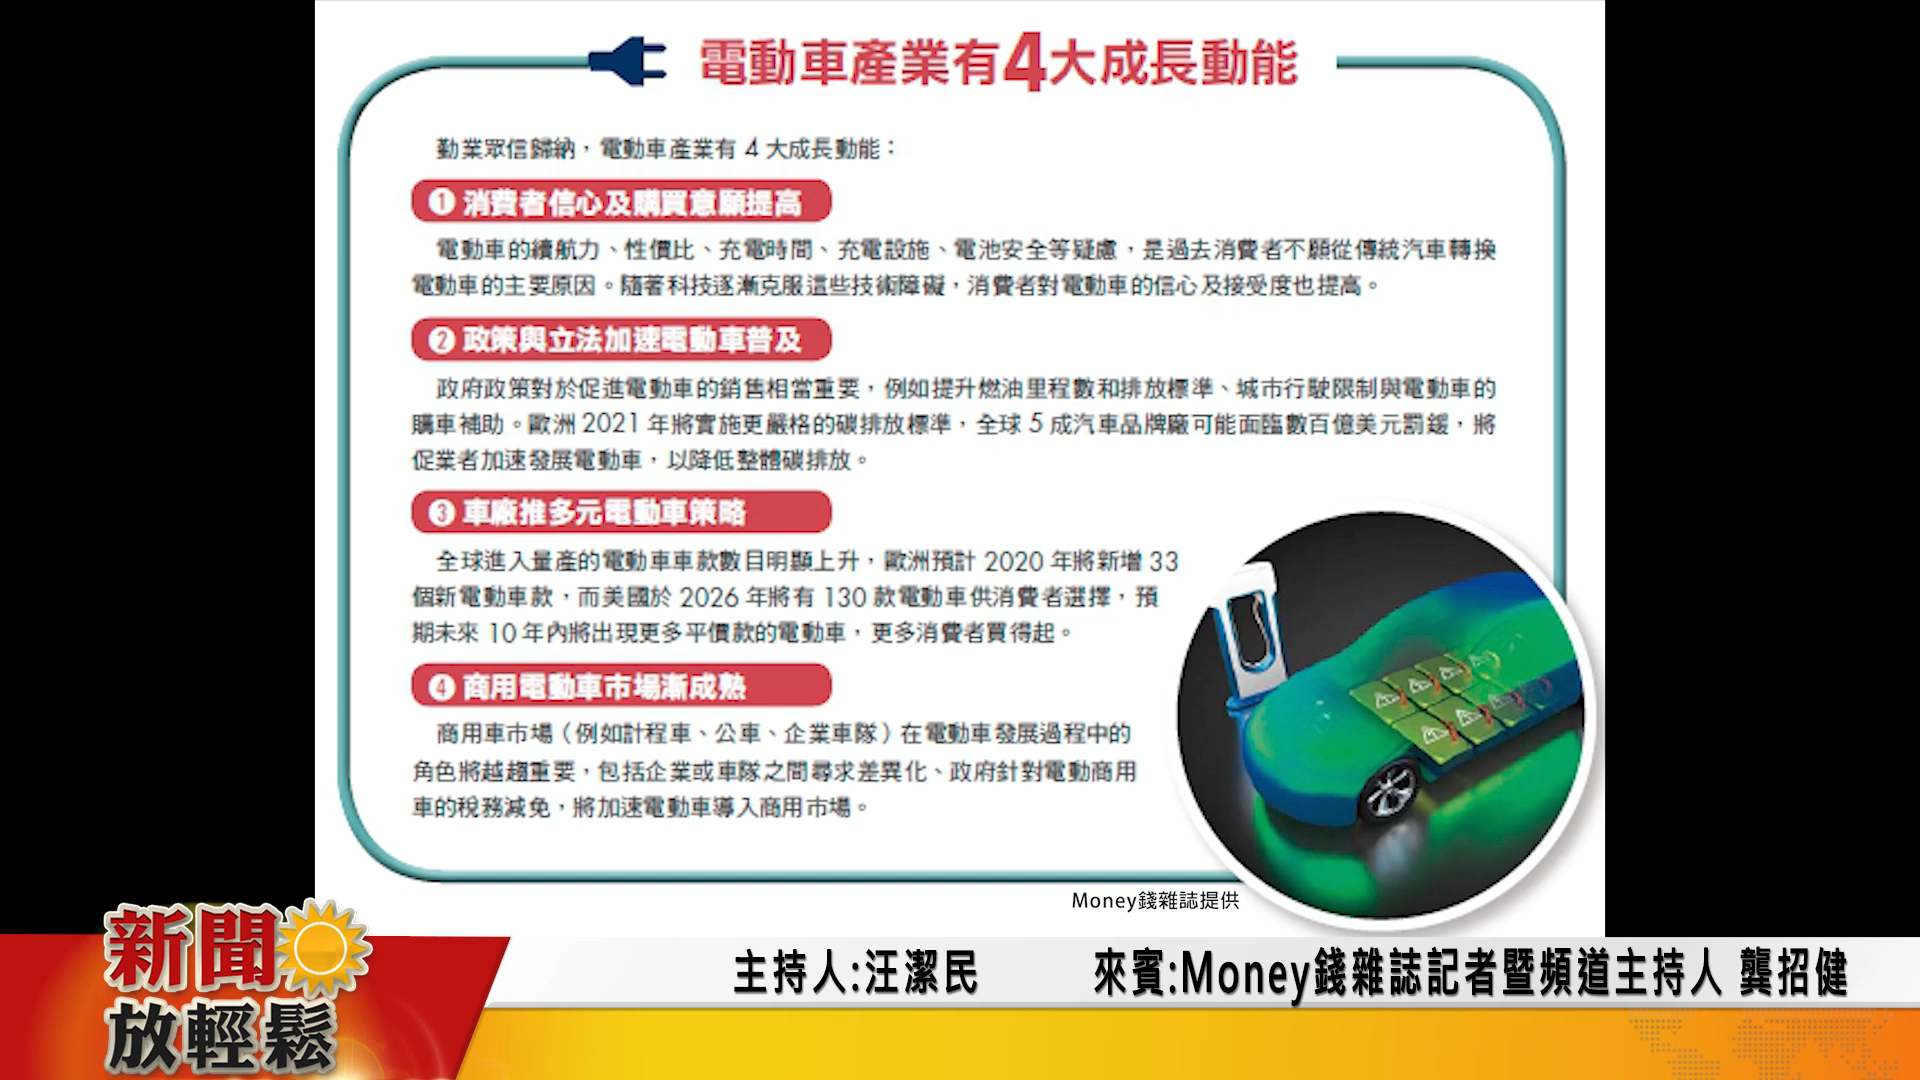 電動車產業有4大成長動能
勤業眾信歸納，電動車產業有 4 大成長動能：
❶ 消費者信心及購買意願提高
電動車的續航力、性價比、充電時間、充電設施、電池安全等疑慮，是過去消費者不願從傳統汽車轉換
電動車的主要原因。隨著科技逐漸克服這些技術障礙，消費者對電動車的信心及接受度也提高。
❷ 政策與立法加速電動車普及
政府政策對於促進電動車的銷售相當重要，例如提升燃油里程數和排放標準、城市行駛限制與電動車的
購車補助。歐洲 2021 年將實施更嚴格的碳排放標準，全球 5 成汽車品牌廠可能面臨數百億美元罰鍰，將
促業者加速發展電動車，以降低整體碳排放。
❸ 車廠推多元電動車策略
全球進入量產的電動車車款數目明顯上升，歐洲預計 2020 年將新增 33
個新電動車款，而美國於 2026 年將有 130 款電動車供消費者選擇，預
期未來 10 年內將出現更多平價款的電動車，更多消費者買得起。
❹ 商用電動車市場漸成熟
商用車市場（例如計程車、公車、企業車隊）在電動車發展過程中的
角色將越趨重要，包括企業或車隊之間尋求差異化、政府針對電動商用
車的稅務減免，將加速電動車導入商用市場。
Money錢雜誌提供
新聞
放輕鬆
主持人:汪潔民 來賓:Money錢雜誌記者暨頻道主持人 龔招健